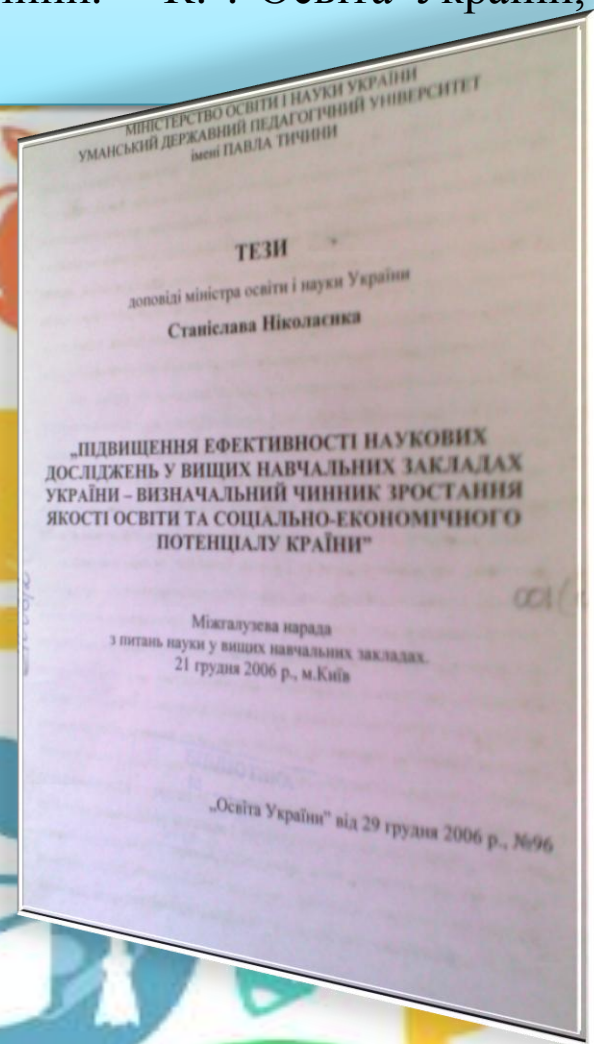 К. : Освіта України,
МІНІСТЕРСТВО ОСВІТИ І НАУКИ УКРАЇНИ
УМАНСЬКИЙ ДЕРЖАВНИЙ ПЕДАГОГІЧНИЙ УНІВЕРСИТЕТ
імені ПАВЛА ТИЧИНИ
ТЕЗИ
доповіді міністра освіти і науки України
Станіслава Ніколаєнка
„ПІДВИЩЕННЯ ЕФЕКТИВНОСТІ НАУКОВИХ
ДОСЛІДЖЕНЬ У ВИЩИХ НАВЧАЛЬНИХ ЗАКЛАДАХ
УКРАЇНИ – ВИЗНАЧАЛЬНИЙ ЧИННИК ЗРОСТАННЯ
ЯКОСТІ ОСВІТИ ТА СОЦІАЛЬНО-ЕКОНОМІЧНОГО
ПОТЕНЦІАЛУ КРАЇНИ”
Міжгалузева нарада
з питань науки у вищих навчальних закладах.
21 грудня 2006 р., м.Київ
„Освіта України” від 29 грудня 2006 р., №96